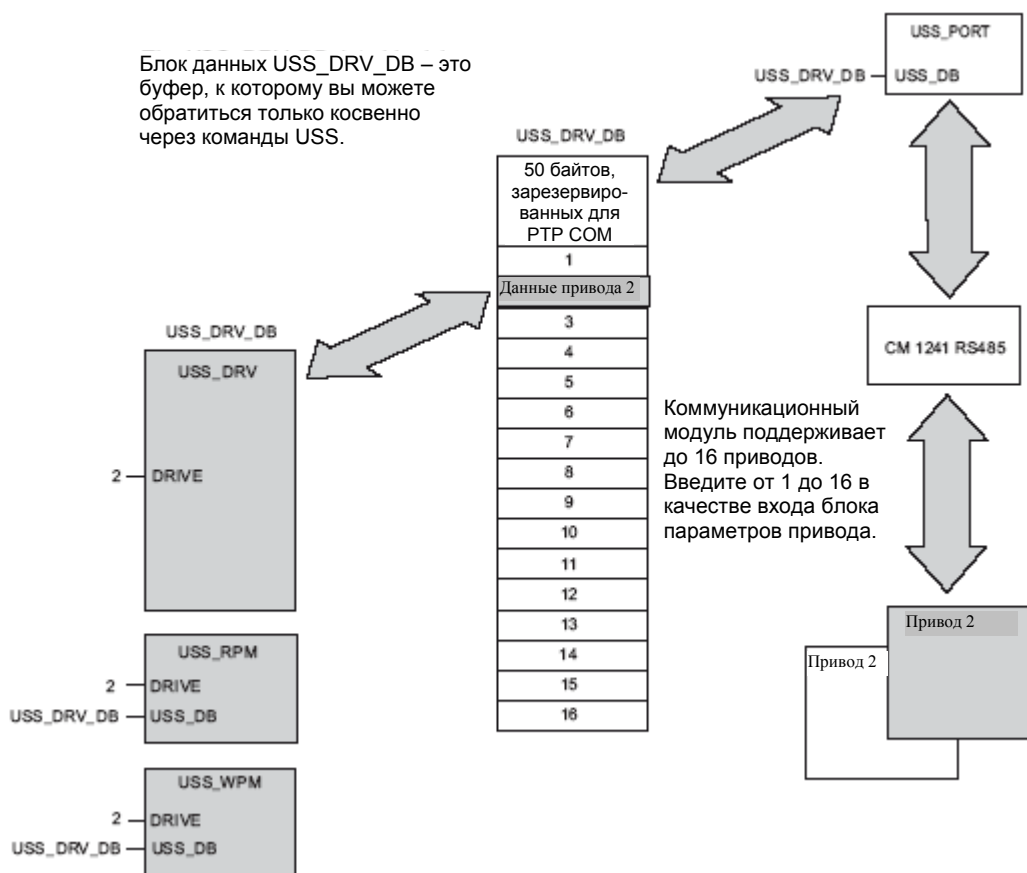 Блок данных USS_DRV_DB – это
буфер, к которому вы можете
обратиться только косвенно
через команды USS.
USS_PORT
USS_DRV_DB
USS_DB
USS_DRV_DB
50 байтов,
зарезервиро-
ванных для
PTP COM
1
Данные привода 2
3
4
5
6
7
8
9
10
11
12
13
14
15
16
USS_DRV_DB
USS_DRV
2
DRIVE
USS_RPM
2
DRIVE
USS_DRV_DB
USS_DB
USS_WPM
2
DRIVE
USS_DRV_DB
USS_DB
CM 1241 RS485
Коммуникационный
модуль поддерживает
до 16 приводов.
Введите от 1 до 16 в
качестве входа блока
параметров привода.
Привод 2
Привод 2